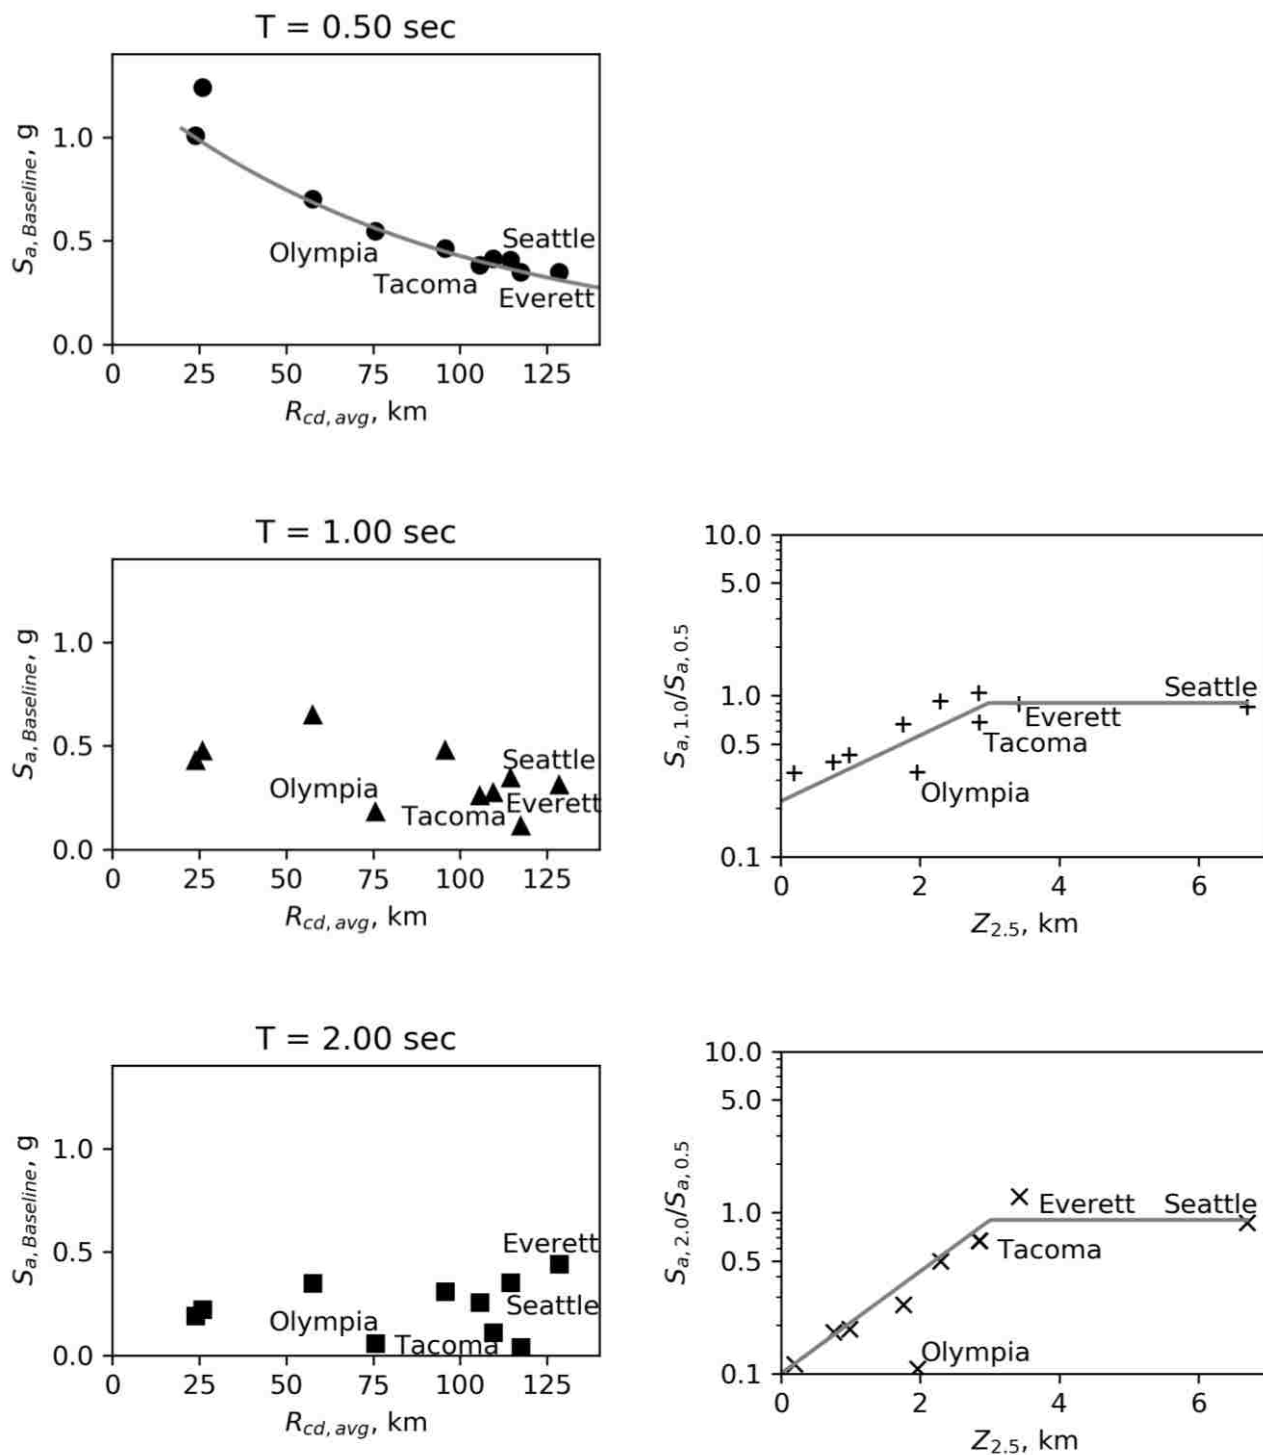 T = 0.50 sec
S_a,Baseline, g
1.0
0.5
0.0
Olympia
Tacoma
Seattle
Everett
0 25 50 75 100 125
R_cd,avg, km
T = 1.00 sec
S_a,Baseline, g
1.0
0.5
0.0
Olympia
Tacoma
Seattle
Everett
0 25 50 75 100 125
R_cd,avg, km
S_a,1.0/S_a,0.5
10.0
5.0
1.0
0.5
0.1
Seattle
Everett
Tacoma
Olympia
0 2 4 6
Z_2.5, km
T = 2.00 sec
S_a,Baseline, g
1.0
0.5
0.0
Everett
Seattle
Olympia
Tacoma
0 25 50 75 100 125
R_cd,avg, km
S_a,2.0/S_a,0.5
10.0
5.0
1.0
0.5
0.1
Everett Seattle
Tacoma
Olympia
0 2 4 6
Z_2.5, km